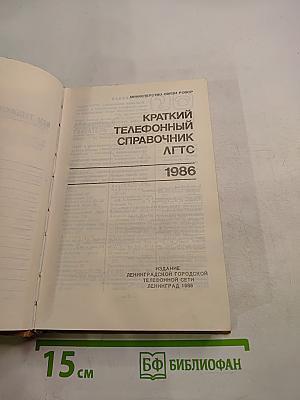 МИНИСТЕРСТВО СВЯЗИ РСФСР
КРАТКИЙ
ТЕЛЕФОННЫЙ
СПРАВОЧНИК
ЛГТС
1986
ИЗДАНИЕ
ЛЕНИНГРАДСКОЙ ГОРОДСКОЙ
ТЕЛЕФОННОЙ СЕТИ
ЛЕНИНГРАД 1986
15 см
БФ БИБЛИОФАН